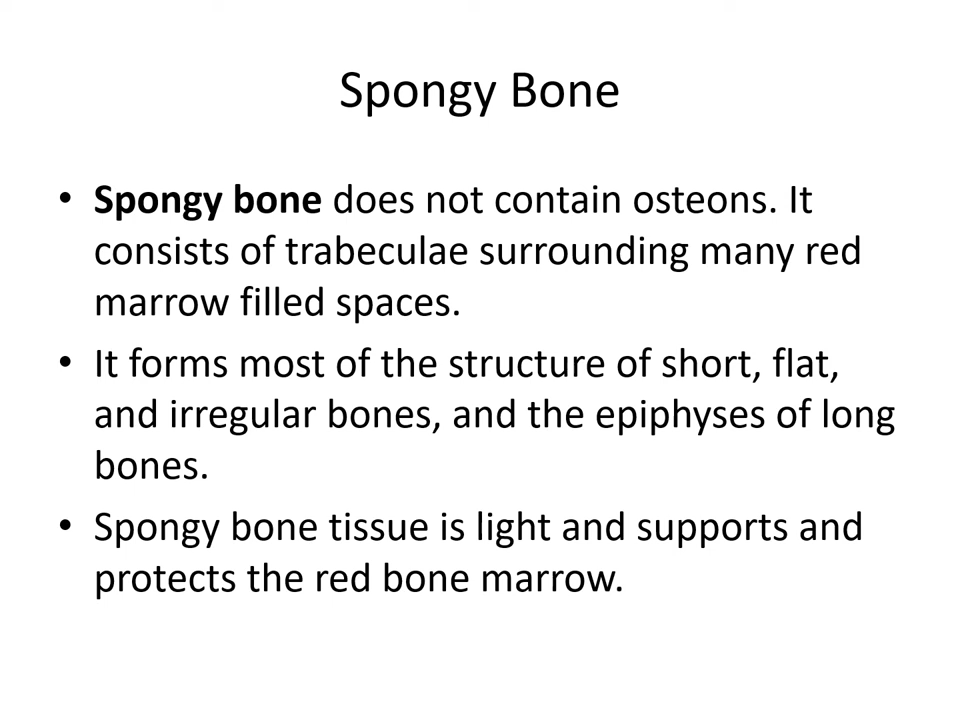 Spongy Bone
• Spongy bone does not contain osteons. It
consists of trabeculae surrounding many red
marrow filled spaces.
• It forms most of the structure of short, flat,
and irregular bones, and the epiphyses of long
bones.
• Spongy bone tissue is light and supports and
protects the red bone marrow.